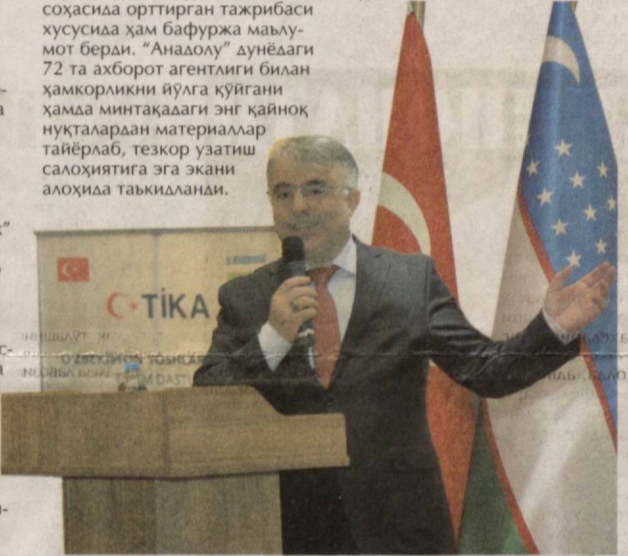 соҳасида орттирган тажрибаси
хусусида ҳам бафуржа маълу-
мот берди. “Анадолу” дунёдаги
72 та ахборот агентлиги билан
ҳамкорликни йўлга қўйгани
ҳамда минтақадаги энг қайноқ
нуқталардан материаллар
тайёрлаб, тезкор узатиш
салоҳиятига эга экани
алоҳида таъкидланди.
TİKA